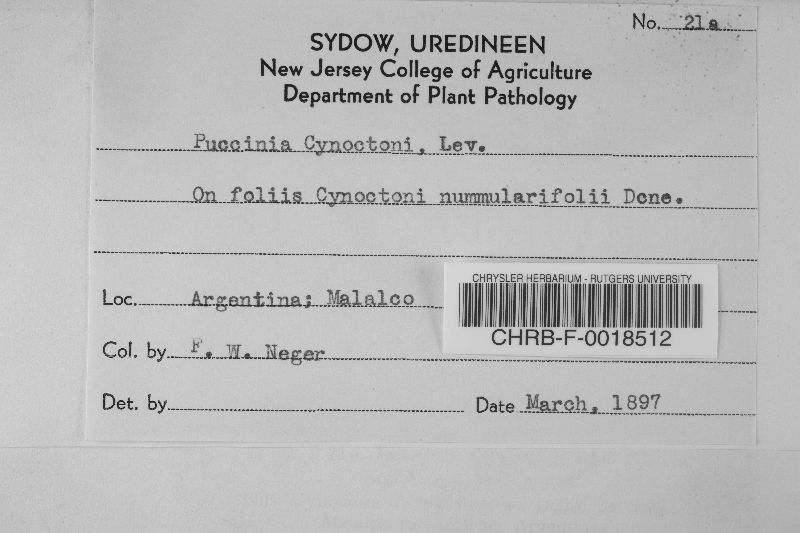 No. 21a
SYDOW, UREDINEEN
New Jersey College of Agriculture
Department of Plant Pathology
Puccinia Cynoctoni, Lev.
On foliis Cynoctoni nummularifolii Dcne.
Loc. Argentina; Malalco
CHRYSLER HERBARIUM - RUTGERS UNIVERSITY
CHRB-F-0018512
Col. by F. W. Neger
Det. by
Date March, 1897